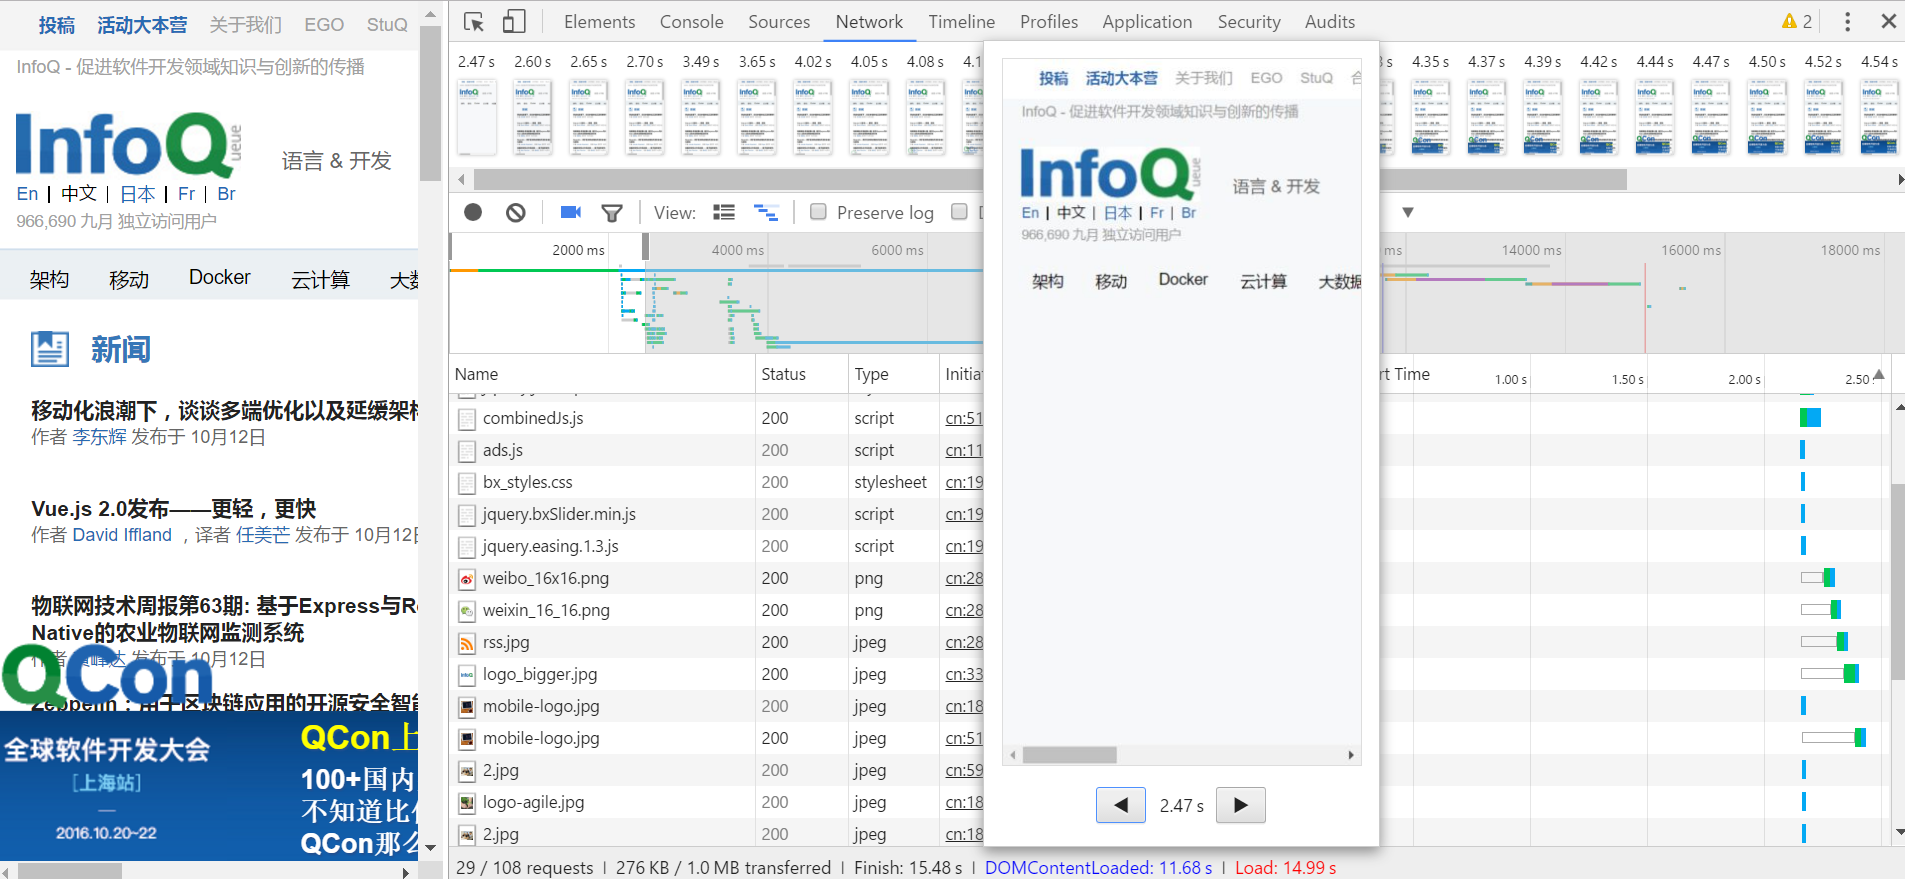 投稿 活动大本营 关于我们 EGO StuQ
InfoQ - 促进软件开发领域知识与创新的传播
InfoQ 语言 & 开发
En | 中文 | 日本 | Fr | Br
966,690 九月 独立访问用户
架构 移动 Docker 云计算
新闻
移动化浪潮下，谈谈多端优化以及延缓架构
作者 李东辉 发布于 10月12日
Vue.js 2.0发布——更轻，更快
作者 David Iffland ，译者 任美芒 发布于 10月12日
物联网技术周报第63期: 基于Express与Re
Native的农业物联网监测系统
发布于 10月12日
QCon
Zeppelin：用于区块链应用的开源安全智能
全球软件开发大会
[上海站]
2016.10.20~22
QCon上
100+国内
不知道比
QCon那么
Elements Console Sources Network Timeline Profiles Application Security Audits 2
2.47 s 2.60 s 2.65 s 2.70 s 3.49 s 3.65 s 4.02 s 4.05 s 4.08 s 4.1 3 s 4.35 s 4.37 s 4.39 s 4.42 s 4.44 s 4.47 s 4.50 s 4.52 s 4.54 s
View: Preserve log
2000 ms 4000 ms 6000 ms ms 14000 ms 16000 ms 18000 ms
Name Status Type Initia rt Time 1.00 s 1.50 s 2.00 s 2.50
combinedJs.js 200 script cn:51
ads.js 200 script cn:11
bx_styles.css 200 stylesheet cn:19
jquery.bxSlider.min.js 200 script cn:19
jquery.easing.1.3.js 200 script cn:19
weibo_16x16.png 200 png cn:28
weixin_16_16.png 200 png cn:28
rss.jpg 200 jpeg cn:28
logo_bigger.jpg 200 jpeg cn:33
mobile-logo.jpg 200 jpeg cn:18
mobile-logo.jpg 200 jpeg cn:51
2.jpg 200 jpeg cn:59
logo-agile.jpg 200 jpeg cn:18
2.jpg 200 jpeg cn:18
29 / 108 requests | 276 KB / 1.0 MB transferred | Finish: 15.48 s | DOMContentLoaded: 11.68 s | Load: 14.99 s
投稿 活动大本营 关于我们 EGO StuQ
InfoQ - 促进软件开发领域知识与创新的传播
InfoQ 语言 & 开发
En | 中文 | 日本 | Fr | Br
966,690 九月 独立访问用户
架构 移动 Docker 云计算 大数据
2.47 s